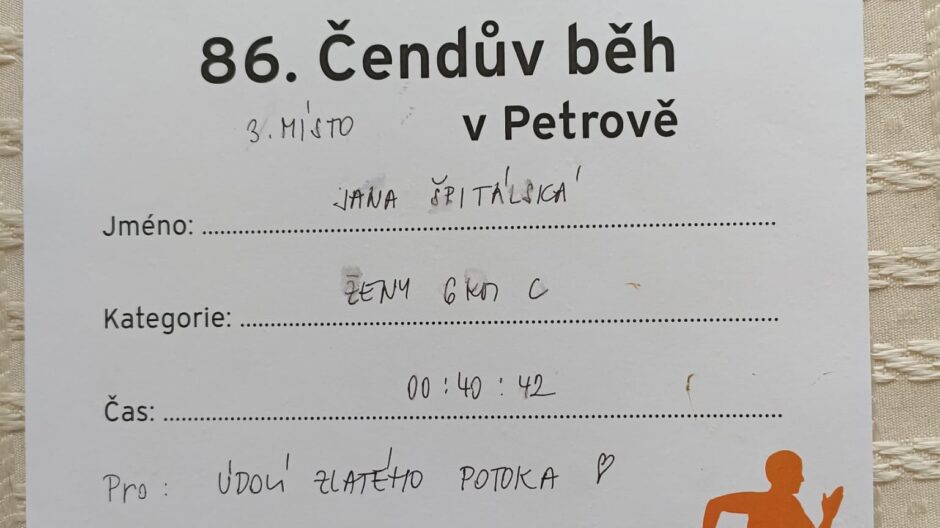 86. Čendův běh
3. MÍSTO
v Petrově
Jméno: JANA ŠPITÁLSKÁ
Kategorie: ŽENY 6 KM C
Čas: 00:40:42
Pro: ÚDOLÍ ZLATÉHO POTOKA ♡